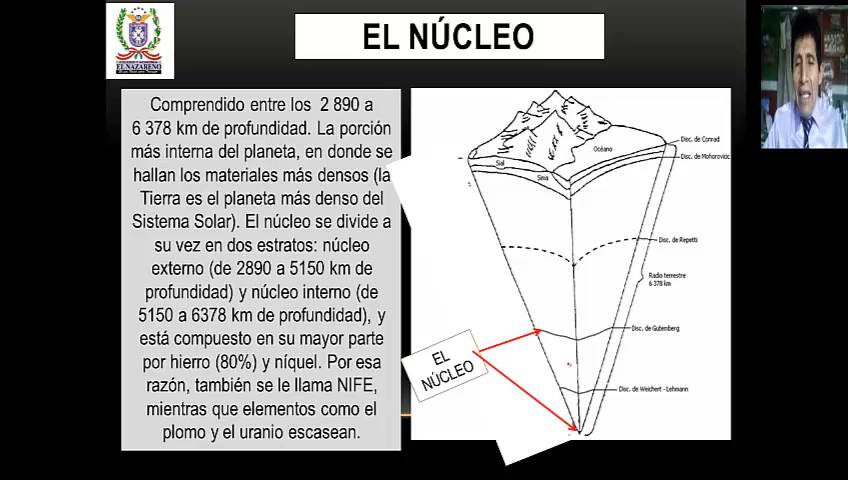 EL NÚCLEO
EL NAZARENO
Comprendido entre los 2 890 a
6 378 km de profundidad. La porción
más interna del planeta, en donde se
hallan los materiales más densos (la
Tierra es el planeta más denso del
Sistema Solar). El núcleo se divide a
su vez en dos estratos: núcleo
externo (de 2890 a 5150 km de
profundidad) y núcleo interno (de
5150 a 6378 km de profundidad), y
está compuesto en su mayor parte
por hierro (80%) y níquel. Por esa
razón, también se le llama NIFE,
mientras que elementos como el
plomo y el uranio escasean.
Océano
Disc. de Conrad
Disc. de Mohorovicic
Sial
Sima
Disc. de Repetti
Radio terrestre
6 378 km
Disc. de Gutemberg
EL
NÚCLEO
Disc. de Weichert - Lehmann